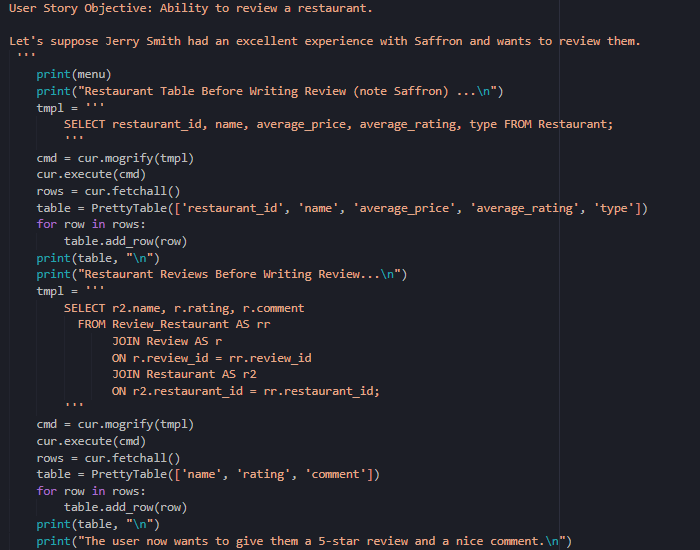 User Story Objective: Ability to review a restaurant.
Let's suppose Jerry Smith had an excellent experience with Saffron and wants to review them.
'''
print(menu)
print("Restaurant Table Before Writing Review (note Saffron) ...\n")
tmpl = '''
SELECT restaurant_id, name, average_price, average_rating, type FROM Restaurant;
'''
cmd = cur.mogrify(tmpl)
cur.execute(cmd)
rows = cur.fetchall()
table = PrettyTable(['restaurant_id', 'name', 'average_price', 'average_rating', 'type'])
for row in rows:
table.add_row(row)
print(table, "\n")
print("Restaurant Reviews Before Writing Review...\n")
tmpl = '''
SELECT r2.name, r.rating, r.comment
FROM Review_Restaurant AS rr
JOIN Review AS r
ON r.review_id = rr.review_id
JOIN Restaurant AS r2
ON r2.restaurant_id = rr.restaurant_id;
'''
cmd = cur.mogrify(tmpl)
cur.execute(cmd)
rows = cur.fetchall()
table = PrettyTable(['name', 'rating', 'comment'])
for row in rows:
table.add_row(row)
print(table, "\n")
print("The user now wants to give them a 5-star review and a nice comment.\n")